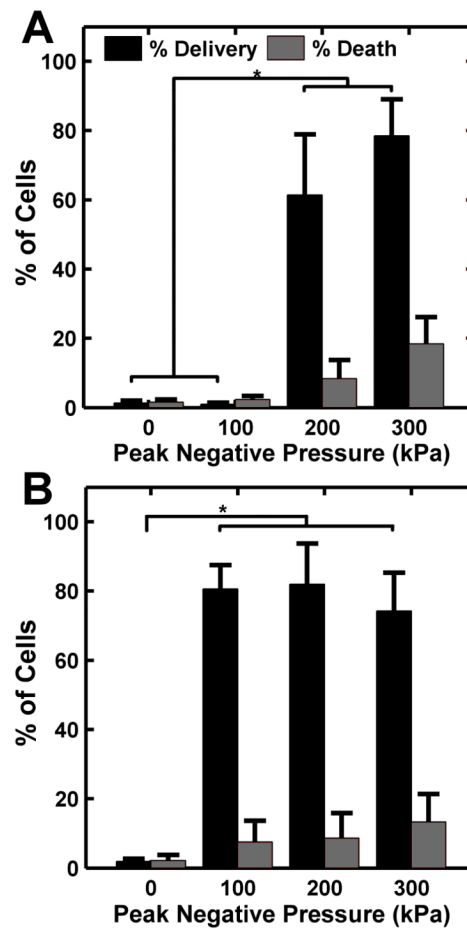 A
% Delivery % Death
*
100
80
60
40
20
0
% of Cells
0 100 200 300
Peak Negative Pressure (kPa)
B
*
100
80
60
40
20
0
% of Cells
0 100 200 300
Peak Negative Pressure (kPa)